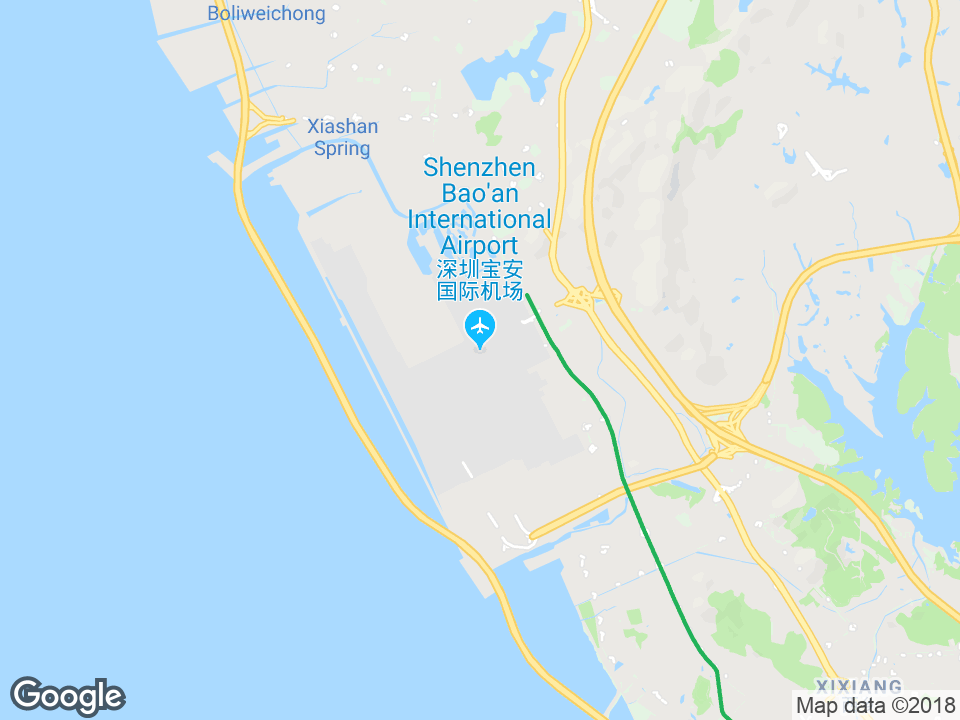 Boliweichong
Xiashan
Spring
Shenzhen
Bao'an
International
Airport
深圳宝安
国际机场
XIXIANG
Google
Map data ©2018